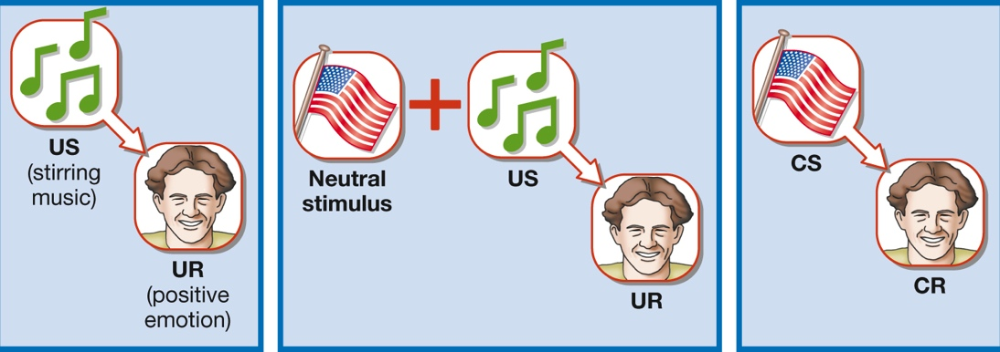 US
(stirring
music)
UR
(positive
emotion)
Neutral
stimulus
US
UR
CS
CR